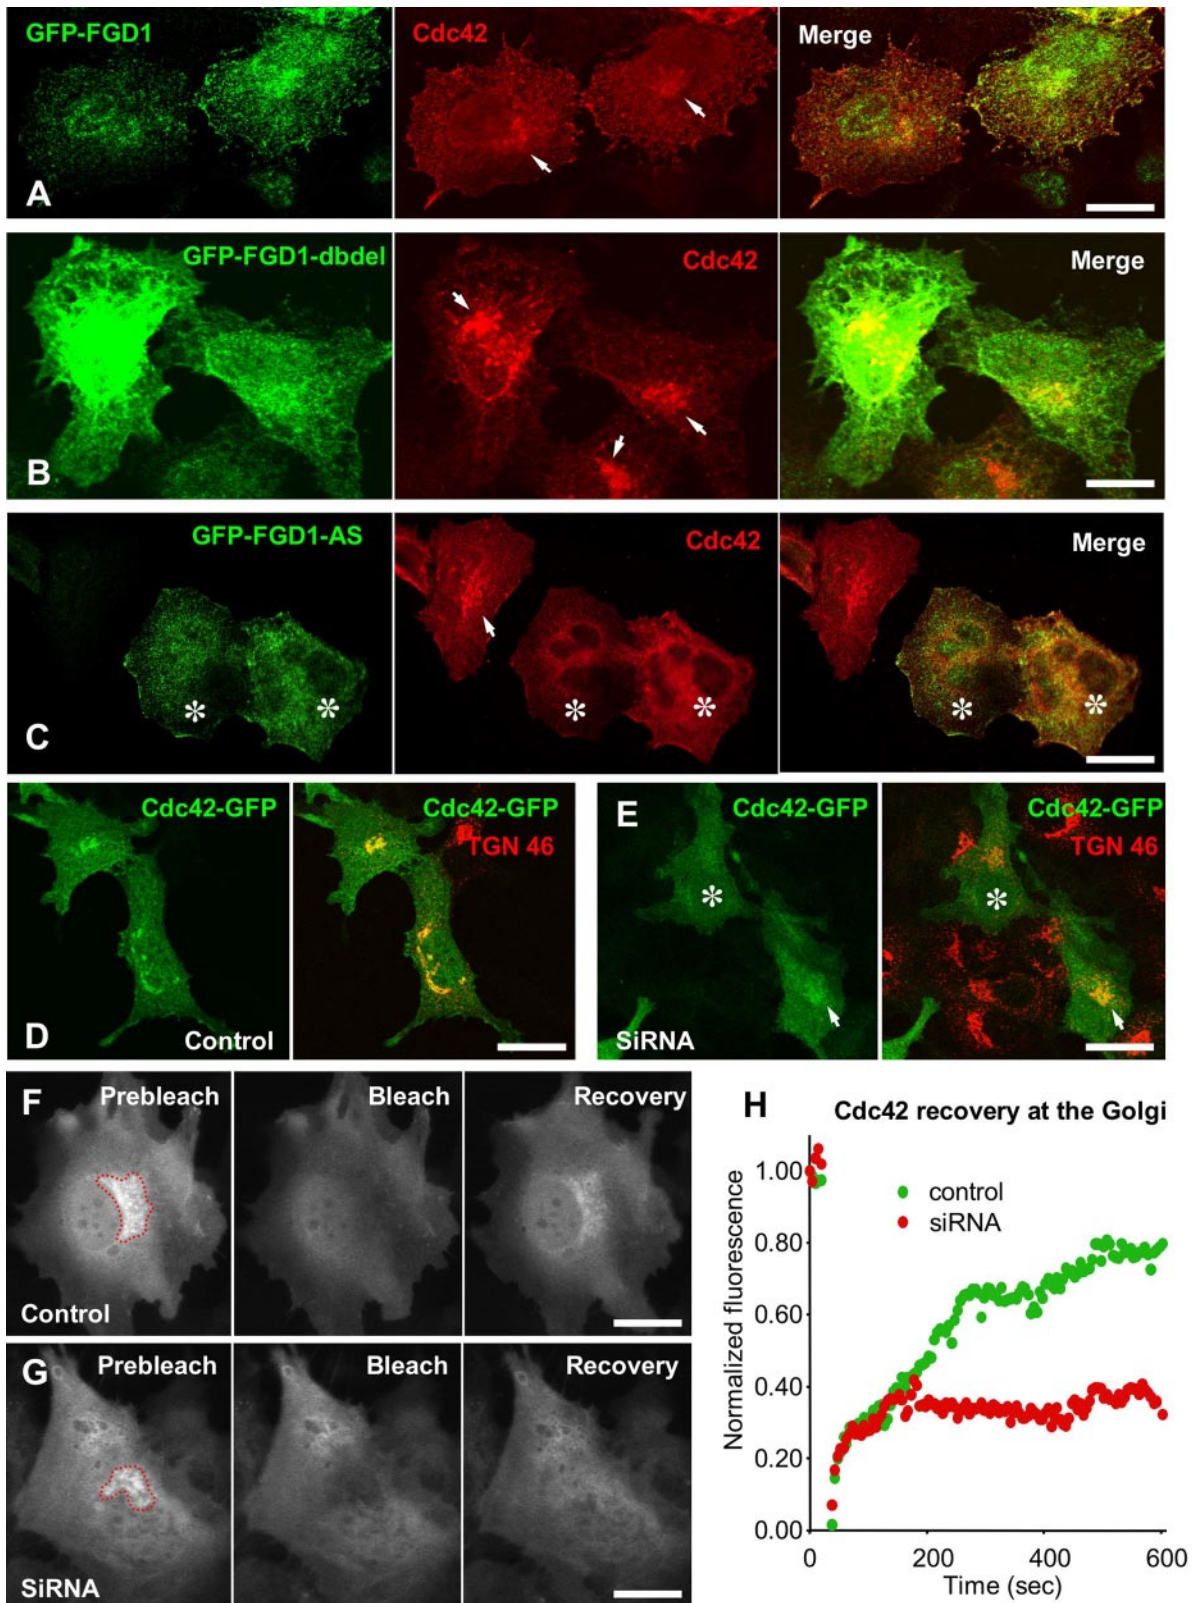 GFP-FGD1
Cdc42
Merge
A
GFP-FGD1-dbdel
Cdc42
Merge
B
GFP-FGD1-AS
Cdc42
Merge
*
*
*
*
*
*
C
Cdc42-GFP
Cdc42-GFP
TGN 46
D
Control
E
Cdc42-GFP
Cdc42-GFP
TGN 46
*
*
SiRNA
F
Prebleach
Bleach
Recovery
Control
G
Prebleach
Bleach
Recovery
SiRNA
H
Cdc42 recovery at the Golgi
Normalized fluorescence
1.00
0.80
0.60
0.40
0.20
0.00
control
siRNA
0
200
400
600
Time (sec)